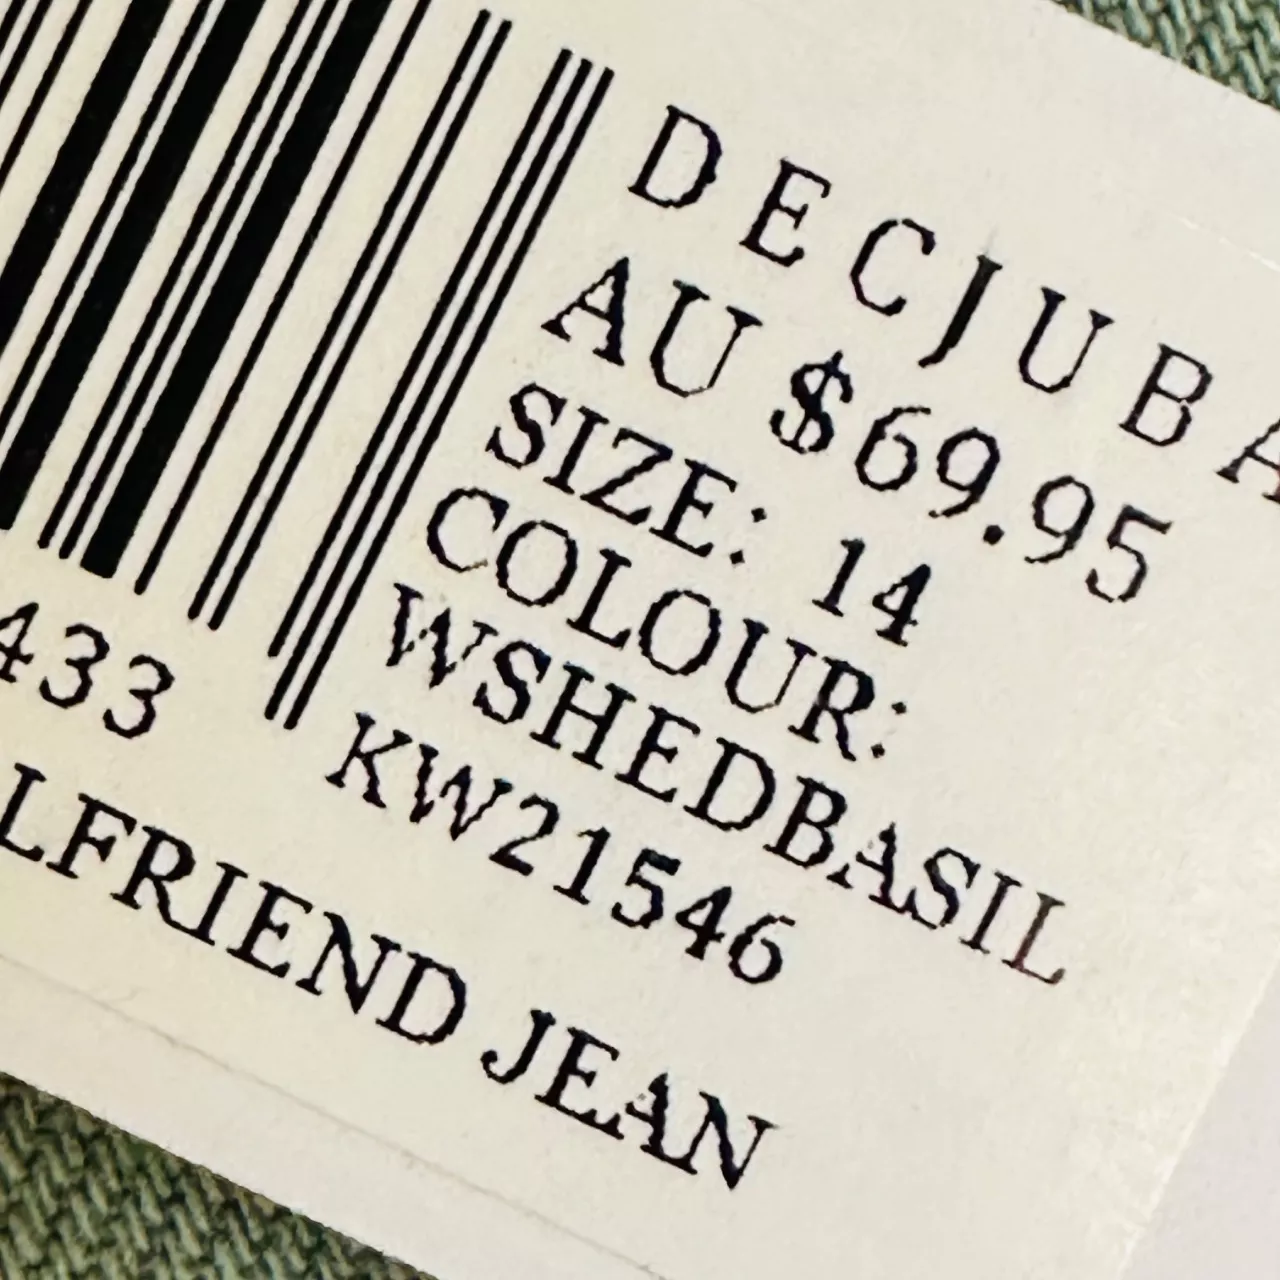 DECJUBA
AU $69.95
SIZE: 14
COLOUR:
WSHEDBASIL
KW21546
433
LFRIEND JEAN